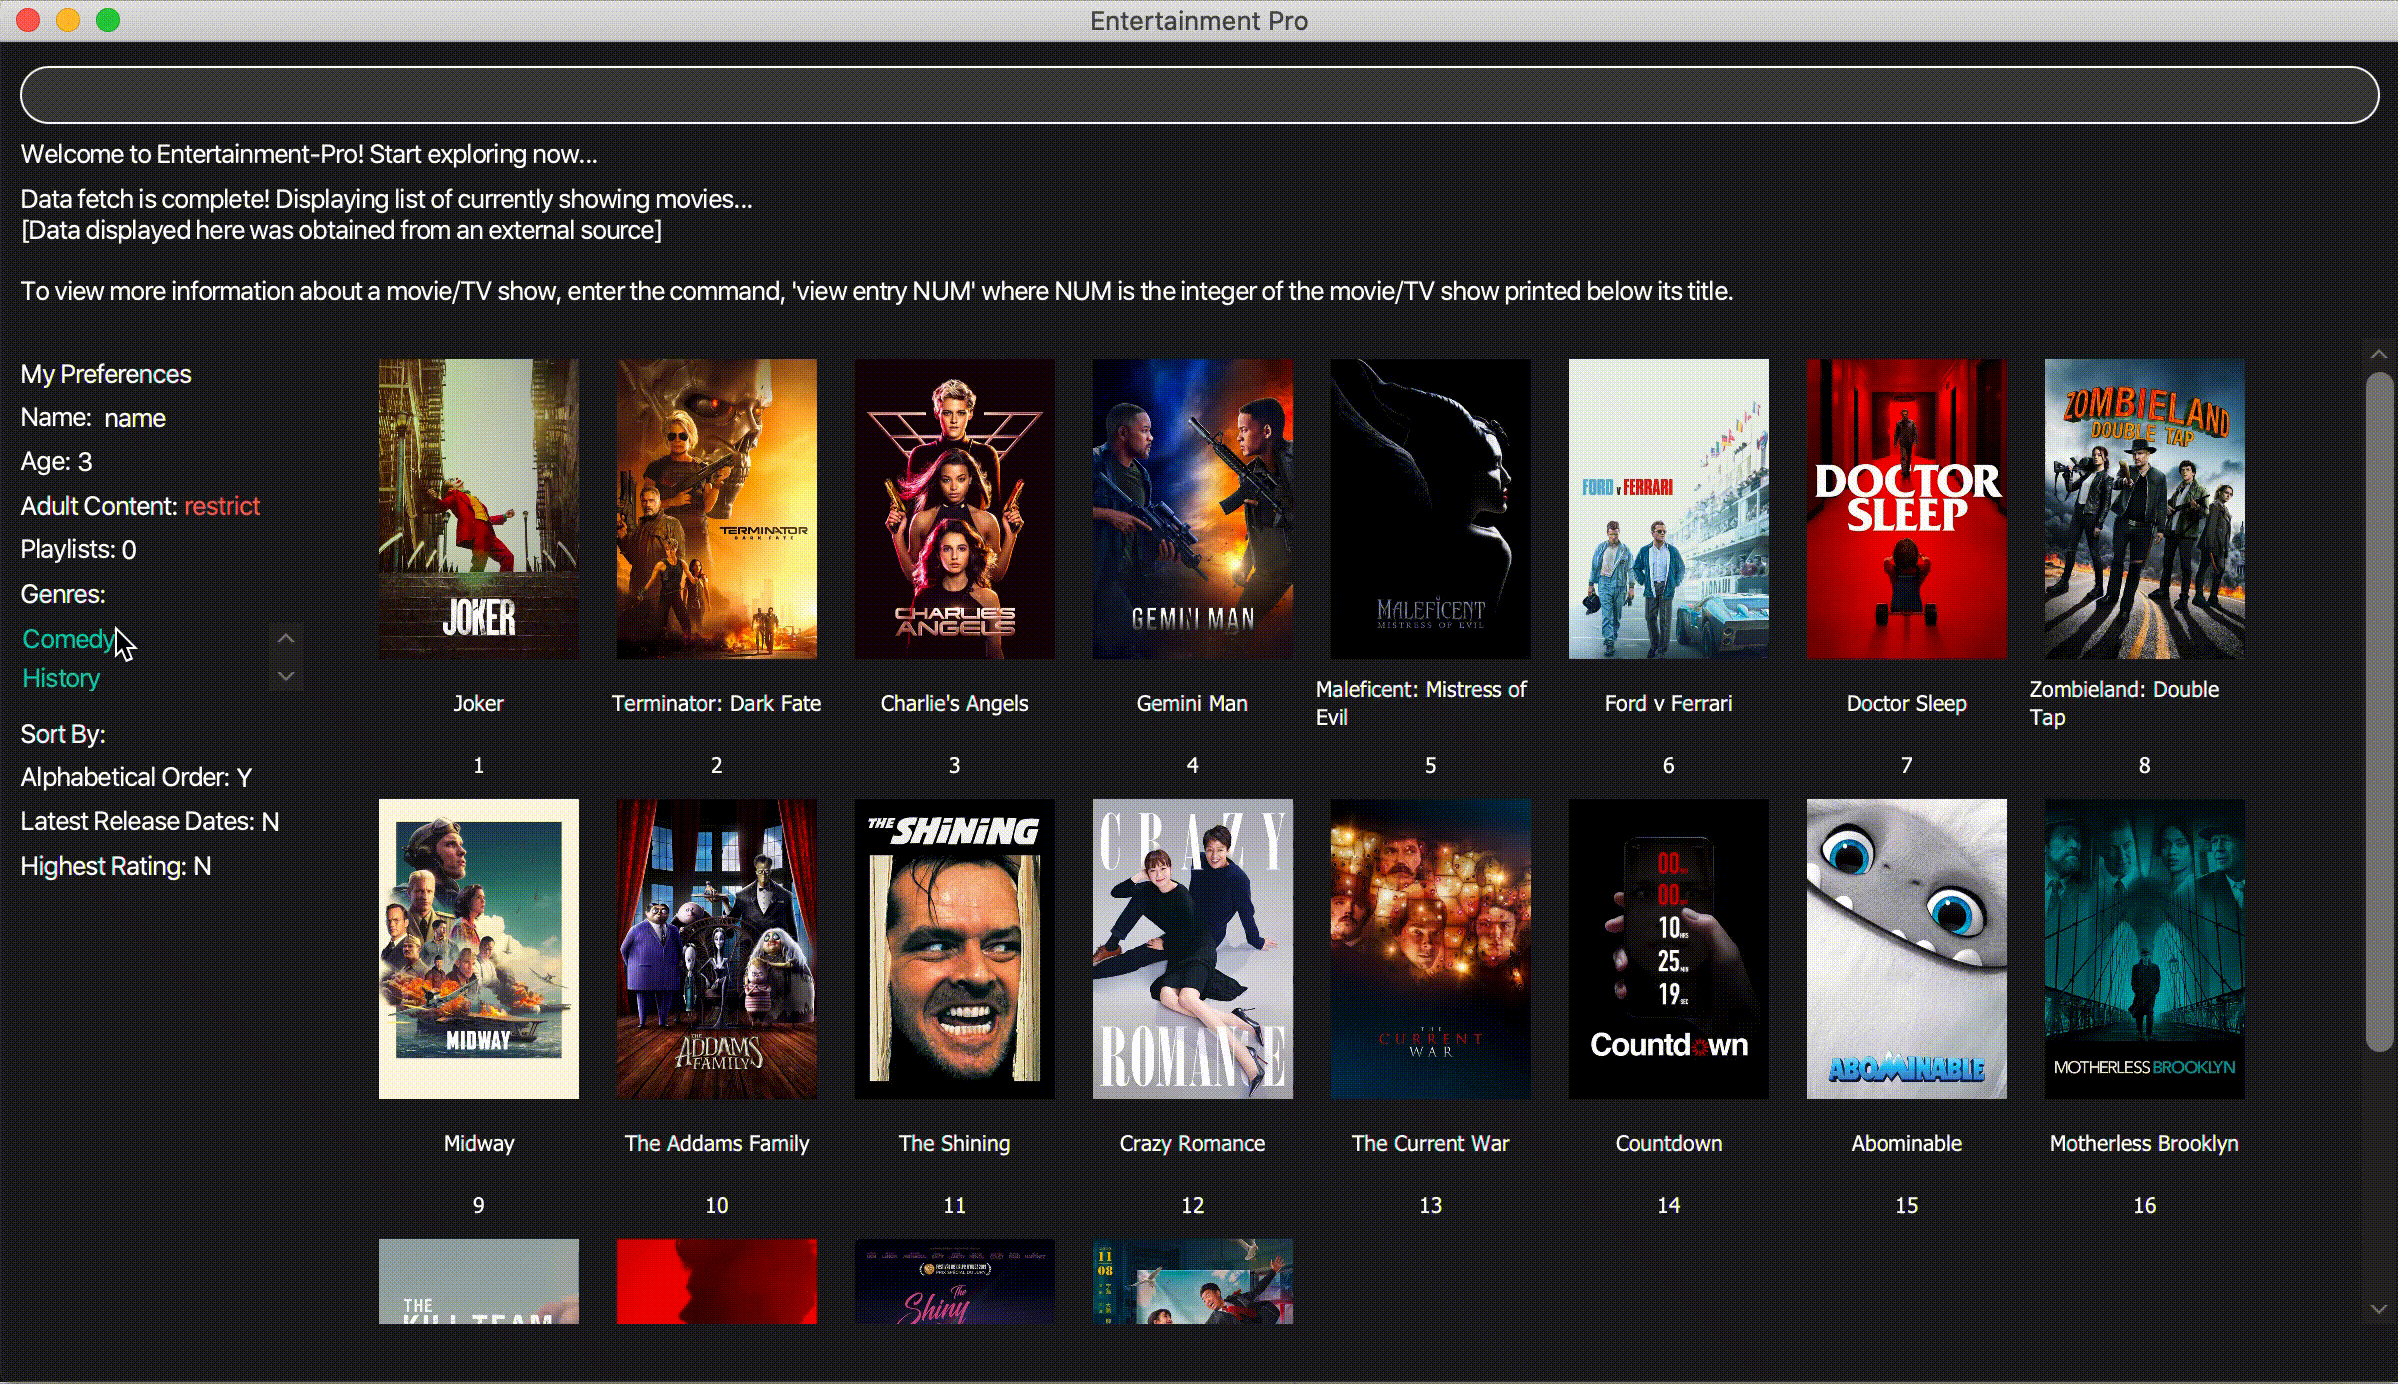 Entertainment Pro
Welcome to Entertainment-Pro! Start exploring now...
Data fetch is complete! Displaying list of currently showing movies...
[Data displayed here was obtained from an external source]
To view more information about a movie/TV show, enter the command, 'view entry NUM' where NUM is the integer of the movie/TV show printed below its title.
My Preferences
Name: name
Age: 3
Adult Content: restrict
Playlists: 0
Genres:
Comedy
History
Sort By:
Alphabetical Order: Y
Latest Release Dates: N
Highest Rating: N
JOKER
TERMINATOR
DARK FATE
CHARLIE'S
ANGELS
GEMINI MAN
MALEFICENT
MISTRESS OF EVIL
FORD v FERRARI
DOCTOR
SLEEP
ZOMBIELAND
DOUBLE TAP
Joker
Terminator: Dark Fate
Charlie's Angels
Gemini Man
Maleficent: Mistress of
Evil
Ford v Ferrari
Doctor Sleep
Zombieland: Double
Tap
1
2
3
4
5
6
7
8
MIDWAY
THE
ADDAMS
FAMILY
THE SHINING
CRAZY
ROMANCE
THE
CURRENT
WAR
00
00
10 HRS
25 MIN
19 SEC
Countdown
ABOMINABLE
MOTHERLESS BROOKLYN
Midway
The Addams Family
The Shining
Crazy Romance
The Current War
Countdown
Abominable
Motherless Brooklyn
9
10
11
12
13
14
15
16
THE
KILL TEAM
The
Shiny
11
08